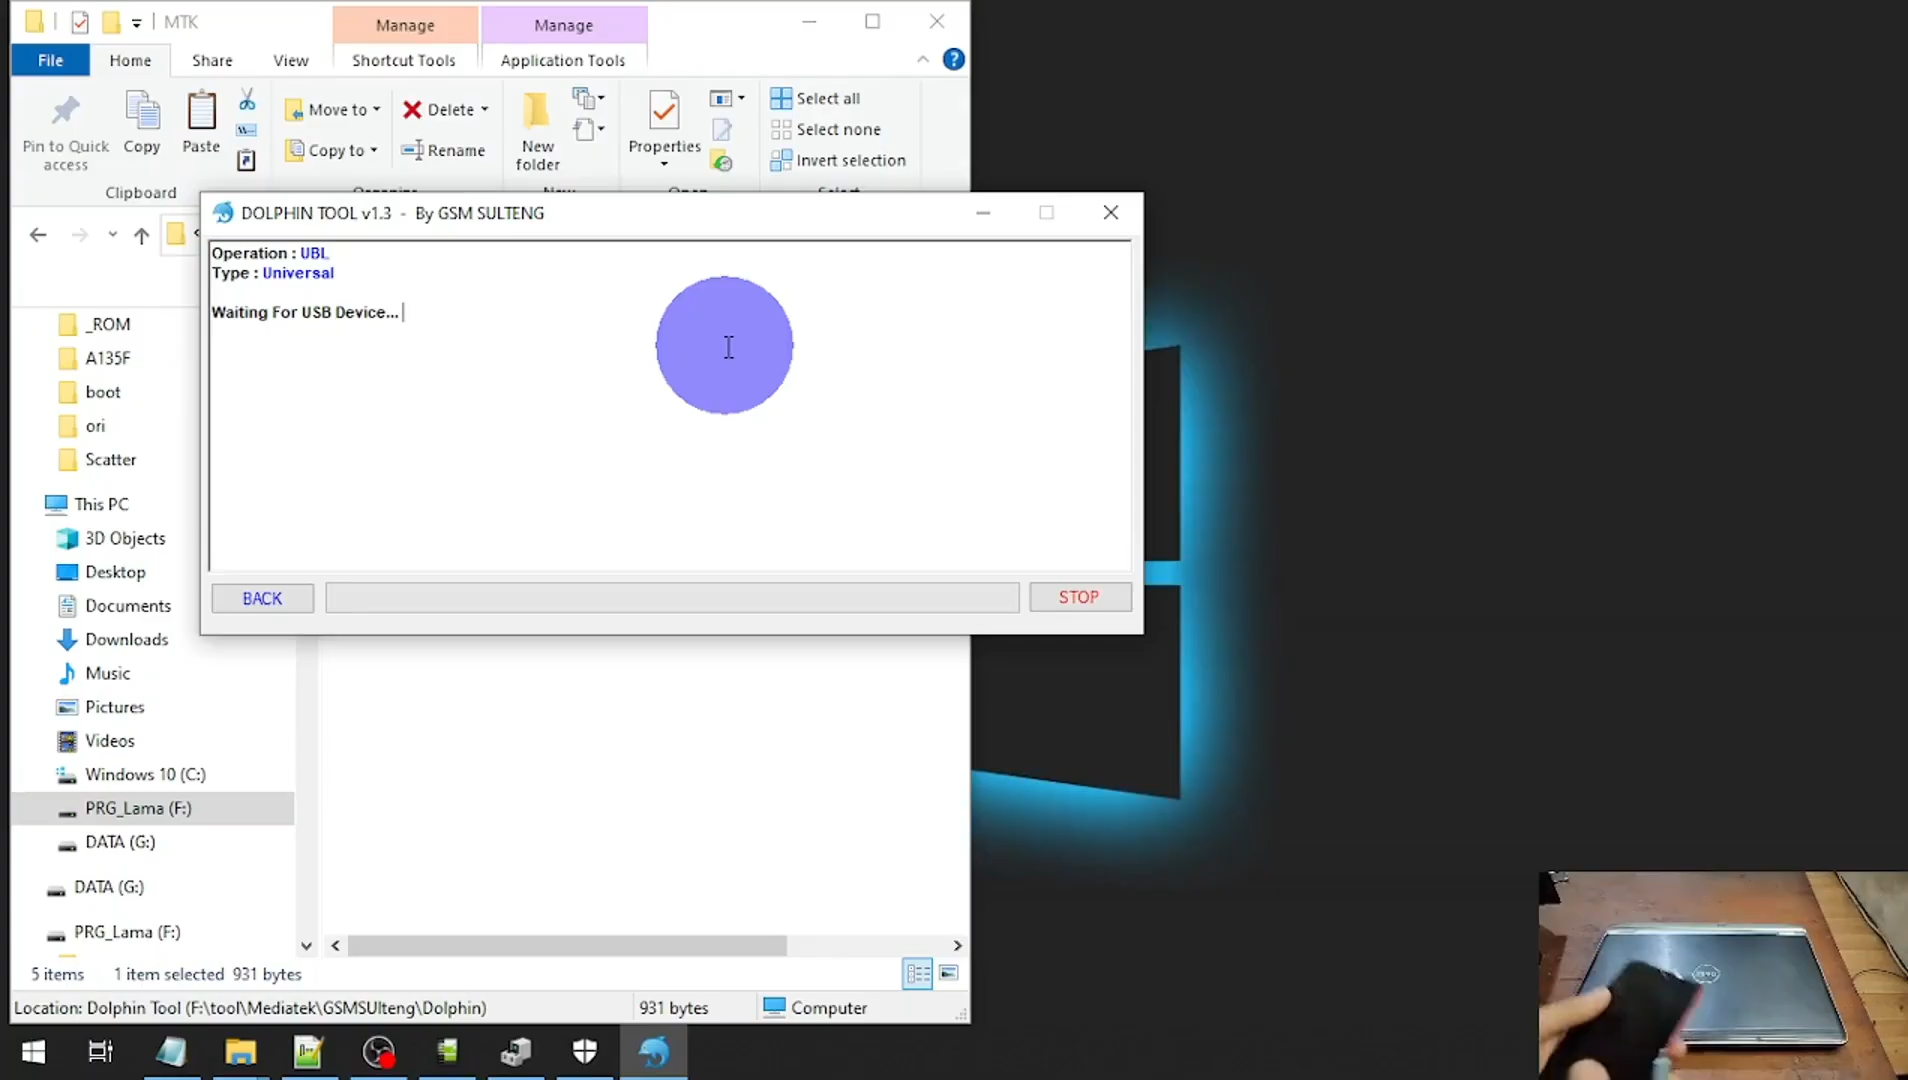 MTK
Manage
Manage
File
Home
Share
View
Shortcut Tools
Application Tools
Pin to Quick access
Copy
Paste
Move to
Copy to
Delete
Rename
New folder
Properties
Select all
Select none
Invert selection
Clipboard
DOLPHIN TOOL v1.3 - By GSM SULTENG
Operation : UBL
Type : Universal
Waiting For USB Device...
BACK
STOP
_ROM
A135F
boot
ori
Scatter
This PC
3D Objects
Desktop
Documents
Downloads
Music
Pictures
Videos
Windows 10 (C:)
PRG_Lama (F:)
DATA (G:)
DATA (G:)
PRG_Lama (F:)
5 items 1 item selected 931 bytes
Location: Dolphin Tool (F:\tool\Mediatek\GSMSUlteng\Dolphin)
931 bytes
Computer